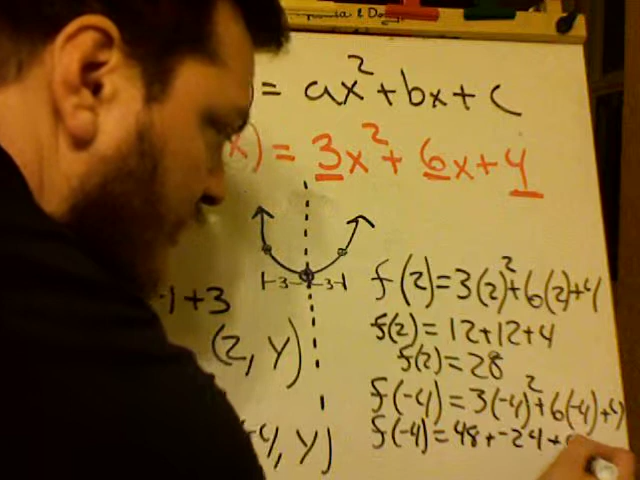 = ax²+bx+c
x) = 3x²+ 6x+4
|-3-|-3-|
f(2)=3(2)²+6(2)+4
-1+3
f(2)=12+12+4
(2, y)
f(2)=28
f(-4)=3(-4)²+6(-4)+4
-4, y)
f(-4)=48+-24+